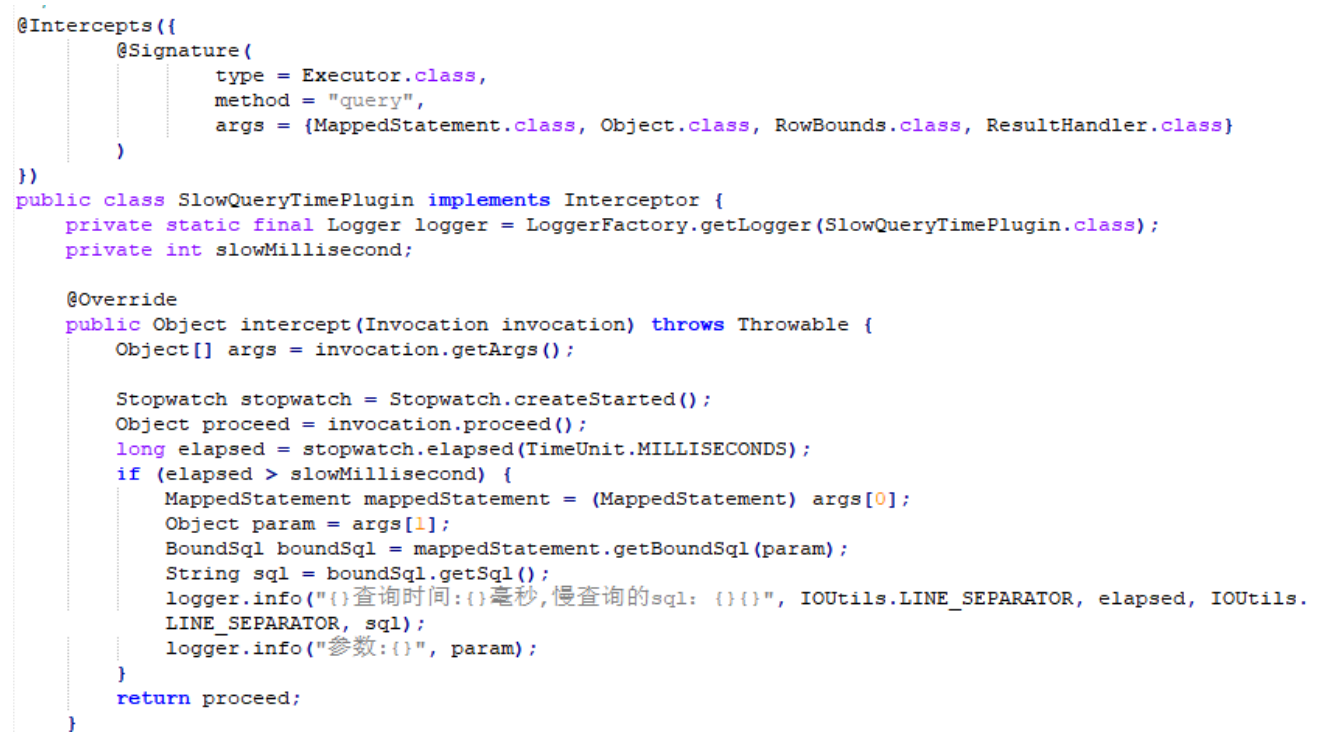 @Intercepts({
        @Signature(
                type = Executor.class,
                method = "query",
                args = {MappedStatement.class, Object.class, RowBounds.class, ResultHandler.class}
        )
})
public class SlowQueryTimePlugin implements Interceptor {
    private static final Logger logger = LoggerFactory.getLogger(SlowQueryTimePlugin.class);
    private int slowMillisecond;

    @Override
    public Object intercept(Invocation invocation) throws Throwable {
        Object[] args = invocation.getArgs();

        Stopwatch stopwatch = Stopwatch.createStarted();
        Object proceed = invocation.proceed();
        long elapsed = stopwatch.elapsed(TimeUnit.MILLISECONDS);
        if (elapsed > slowMillisecond) {
            MappedStatement mappedStatement = (MappedStatement) args[0];
            Object param = args[1];
            BoundSql boundSql = mappedStatement.getBoundSql(param);
            String sql = boundSql.getSql();
            logger.info("{}查询时间:{}毫秒,慢查询的sql: {}{}", IOUtils.LINE_SEPARATOR, elapsed, IOUtils.
            LINE_SEPARATOR, sql);
            logger.info("参数:{}", param);
        }
        return proceed;
    }